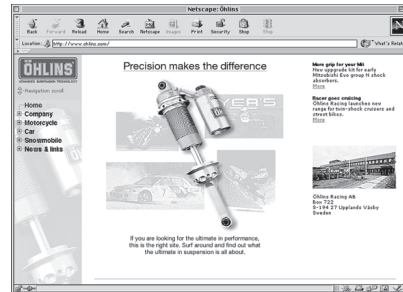 Netscape: Öhlins
Back Forward Reload Home Search Netscape Images Print Security Shop Stop
Location: http://www.ohlins.com/
What's Related
ÖHLINS
ADVANCED SUSPENSION TECHNOLOGY
Navigation scroll
Home
Company
Motorcycle
Car
Snowmobile
News & links
Precision makes the difference
If you are looking for the ultimate in performance,
this is the right site. Surf around and find out what
the ultimate in suspension is all about.
More grip for your Mit
New upgrade kit for early
Mitsubishi Evo group N shock
absorbers.
More
Racer goes cruising
Öhlins Racing launches new
range for twin-shock cruizers and
street bikes.
More
Öhlins Racing AB
Box 722
S-194 27 Upplands Väsby
Sweden